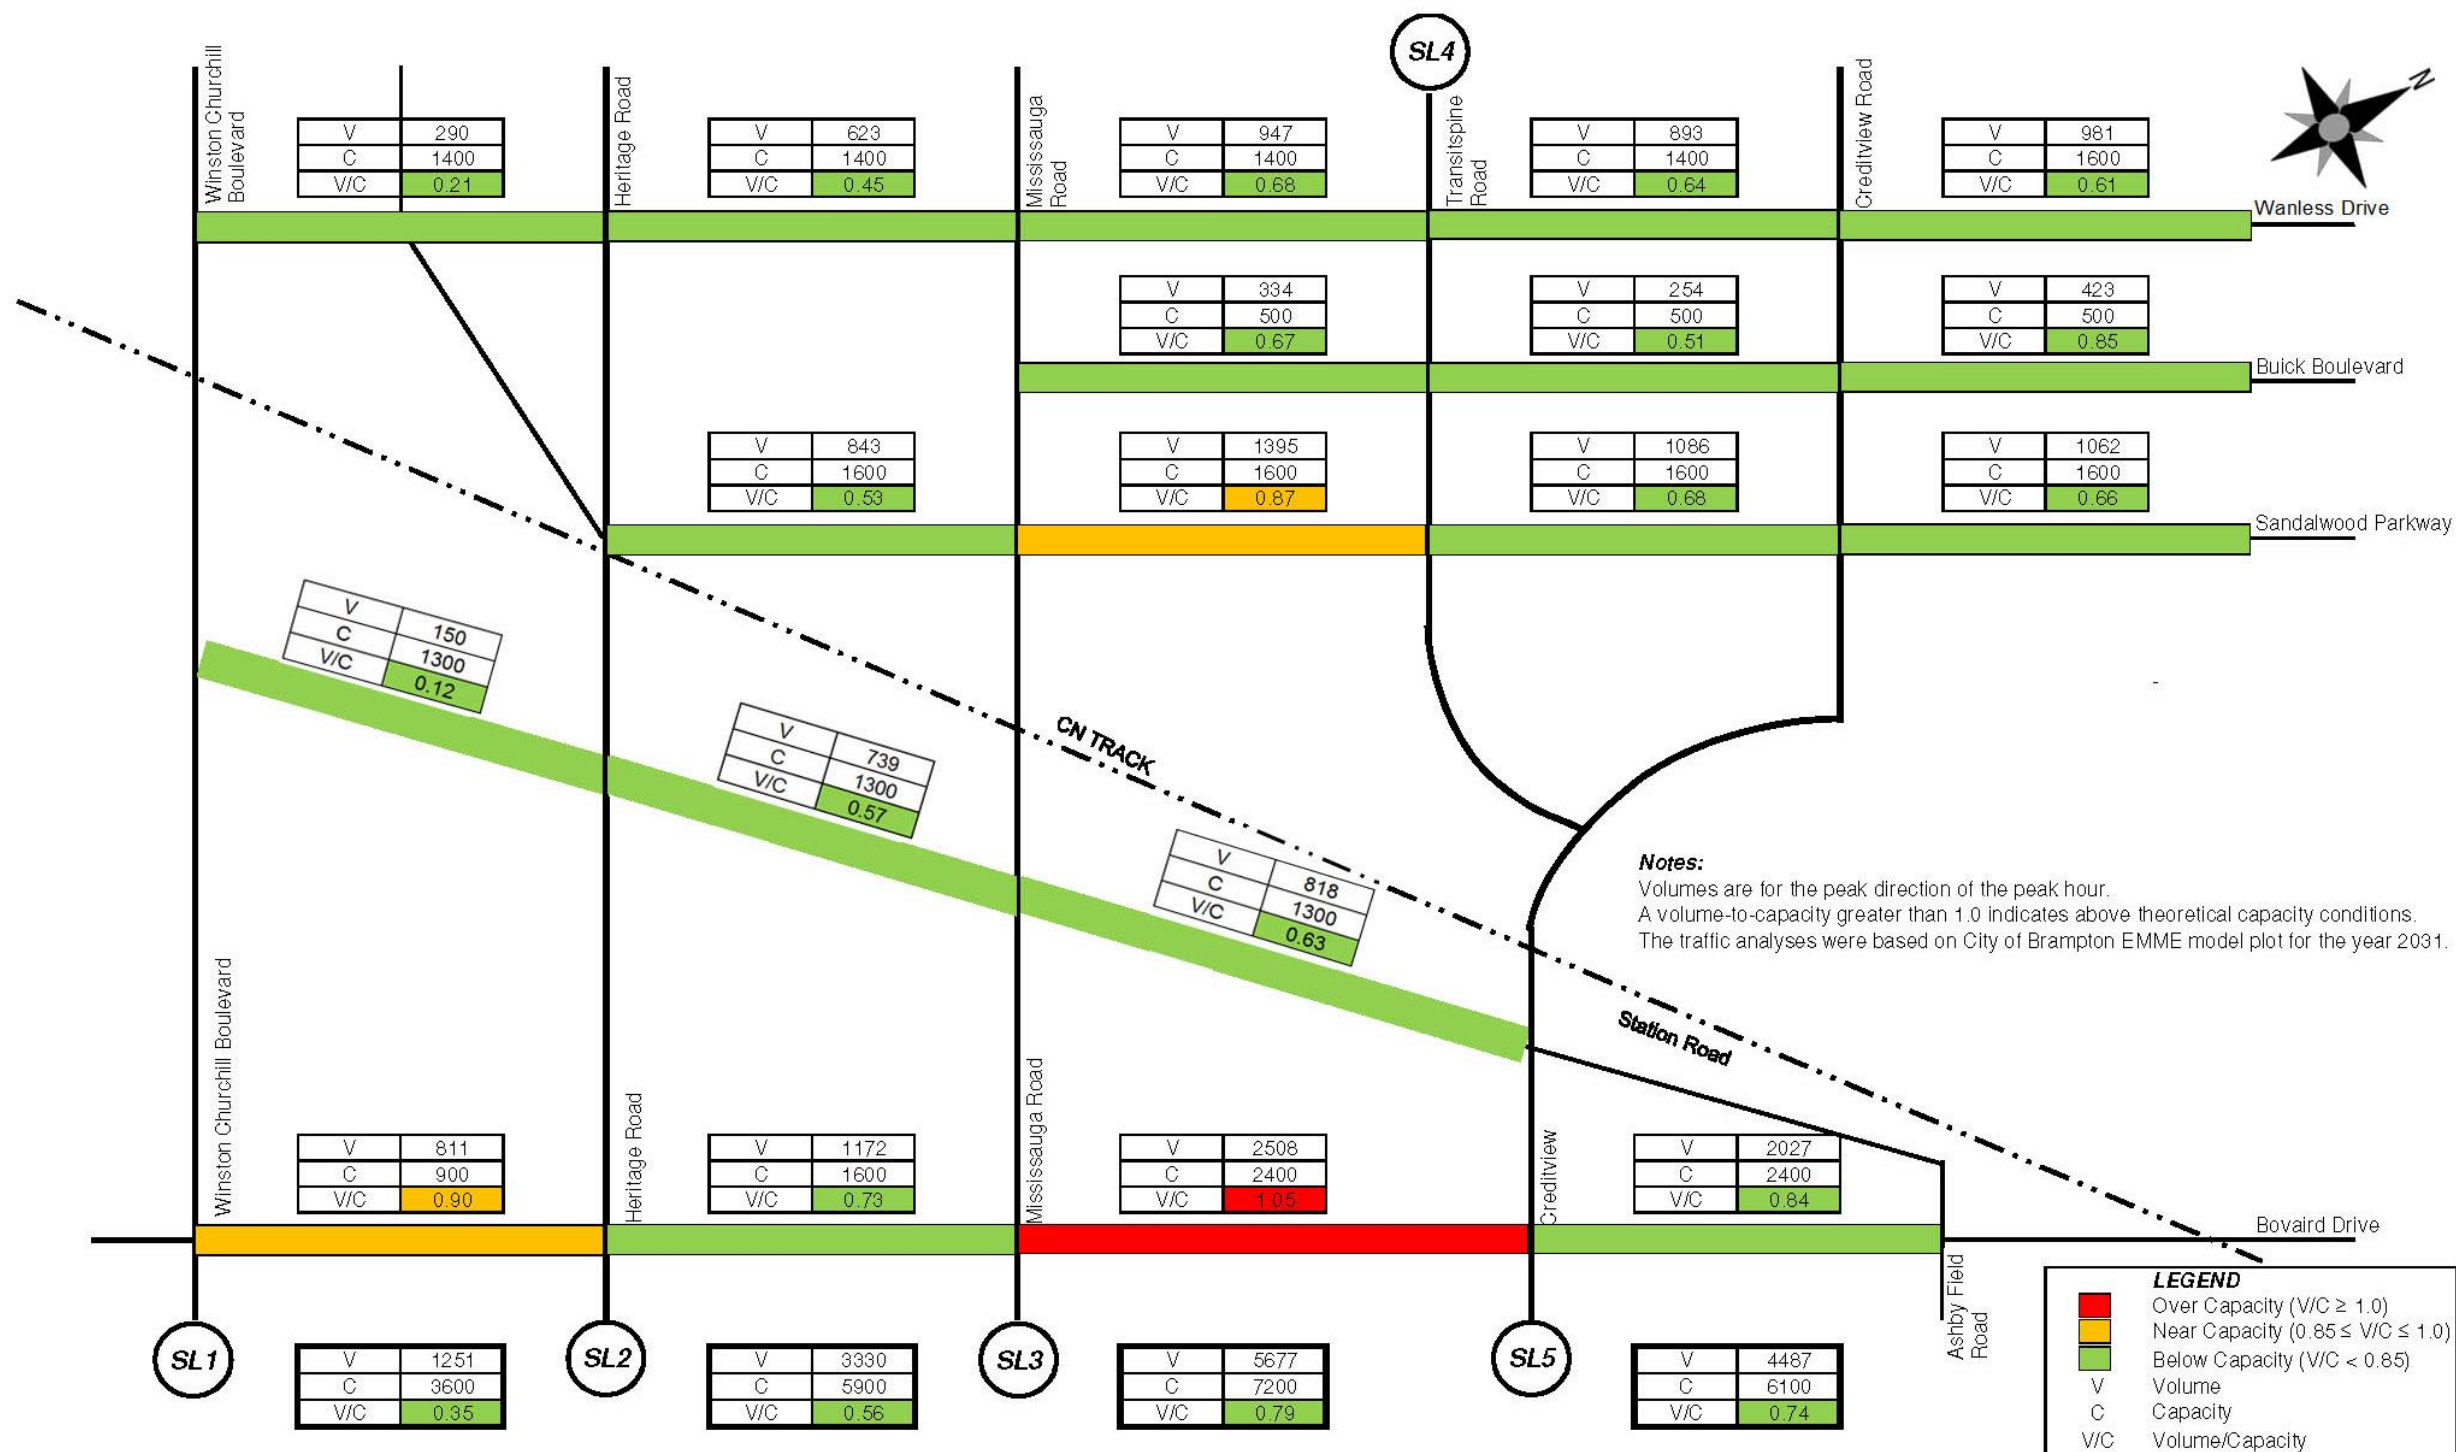 SL4
N
Winston Churchill
Boulevard
Heritage Road
Mississauga
Road
Transitspine
Road
Creditview Road
V 290
C 1400
V/C 0.21
V 623
C 1400
V/C 0.45
V 947
C 1400
V/C 0.68
V 893
C 1400
V/C 0.64
V 981
C 1600
V/C 0.61
Wanless Drive
V 334
C 500
V/C 0.67
V 254
C 500
V/C 0.51
V 423
C 500
V/C 0.85
Buick Boulevard
V 843
C 1600
V/C 0.53
V 1395
C 1600
V/C 0.87
V 1086
C 1600
V/C 0.68
V 1062
C 1600
V/C 0.66
Sandalwood Parkway
V 150
C 1300
V/C 0.12
V 739
C 1300
V/C 0.57
CN TRACK
V 818
C 1300
V/C 0.63
Notes:
Volumes are for the peak direction of the peak hour.
A volume-to-capacity greater than 1.0 indicates above theoretical capacity conditions.
The traffic analyses were based on City of Brampton EMME model plot for the year 2031.
Station Road
Winston Churchill Boulevard
Heritage Road
Mississauga Road
Creditview
V 811
C 900
V/C 0.90
V 1172
C 1600
V/C 0.73
V 2508
C 2400
V/C 1.05
V 2027
C 2400
V/C 0.84
Bovaird Drive
Ashby Field
Road
SL1
SL2
SL3
SL5
V 1251
C 3600
V/C 0.35
V 3330
C 5900
V/C 0.56
V 5677
C 7200
V/C 0.79
V 4487
C 6100
V/C 0.74
LEGEND
Over Capacity (V/C ≥ 1.0)
Near Capacity (0.85 ≤ V/C ≤ 1.0)
Below Capacity (V/C < 0.85)
V Volume
C Capacity
V/C Volume/Capacity